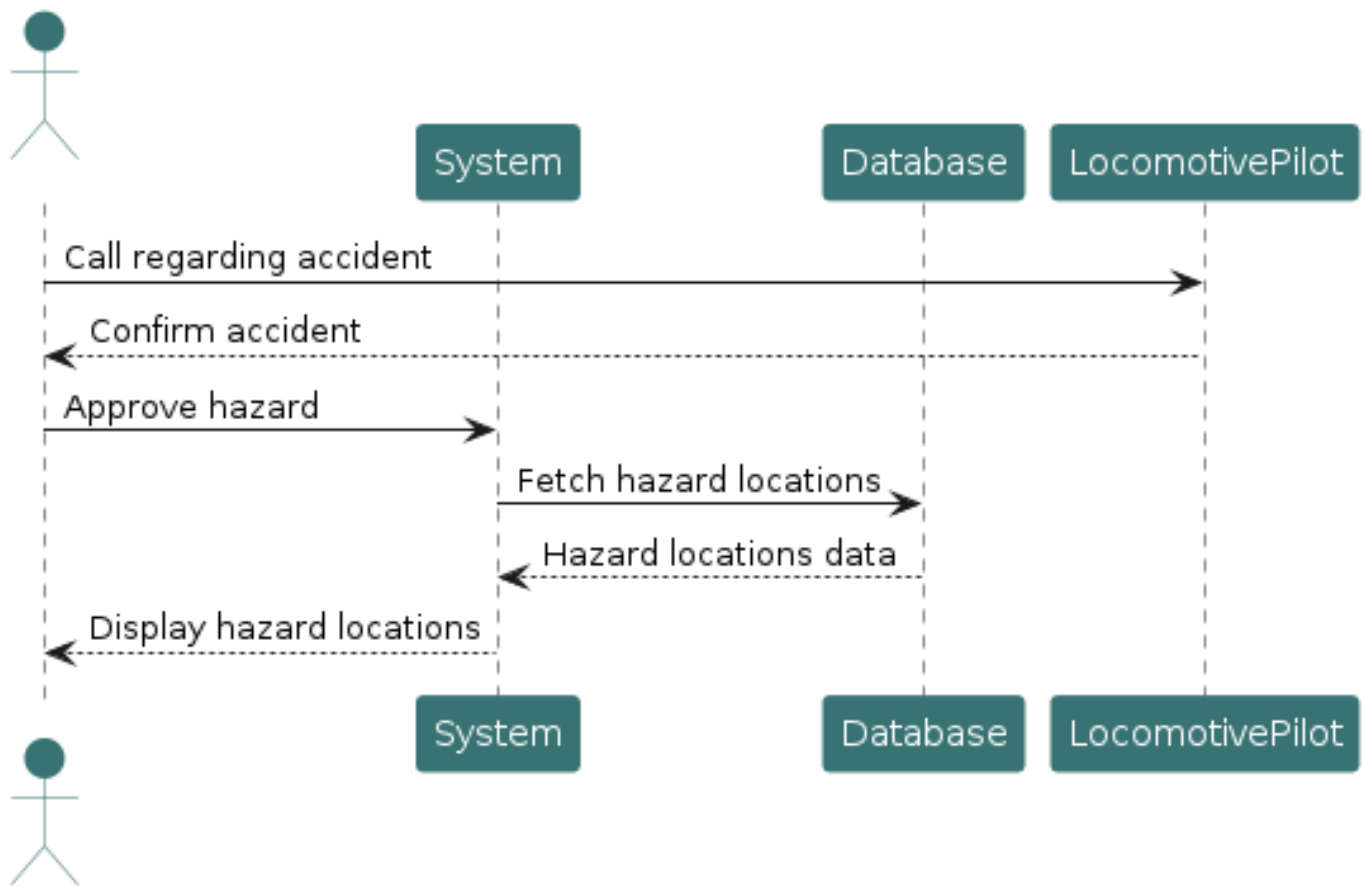 System
Database
LocomotivePilot
Call regarding accident
Confirm accident
Approve hazard
Fetch hazard locations
Hazard locations data
Display hazard locations
System
Database
LocomotivePilot